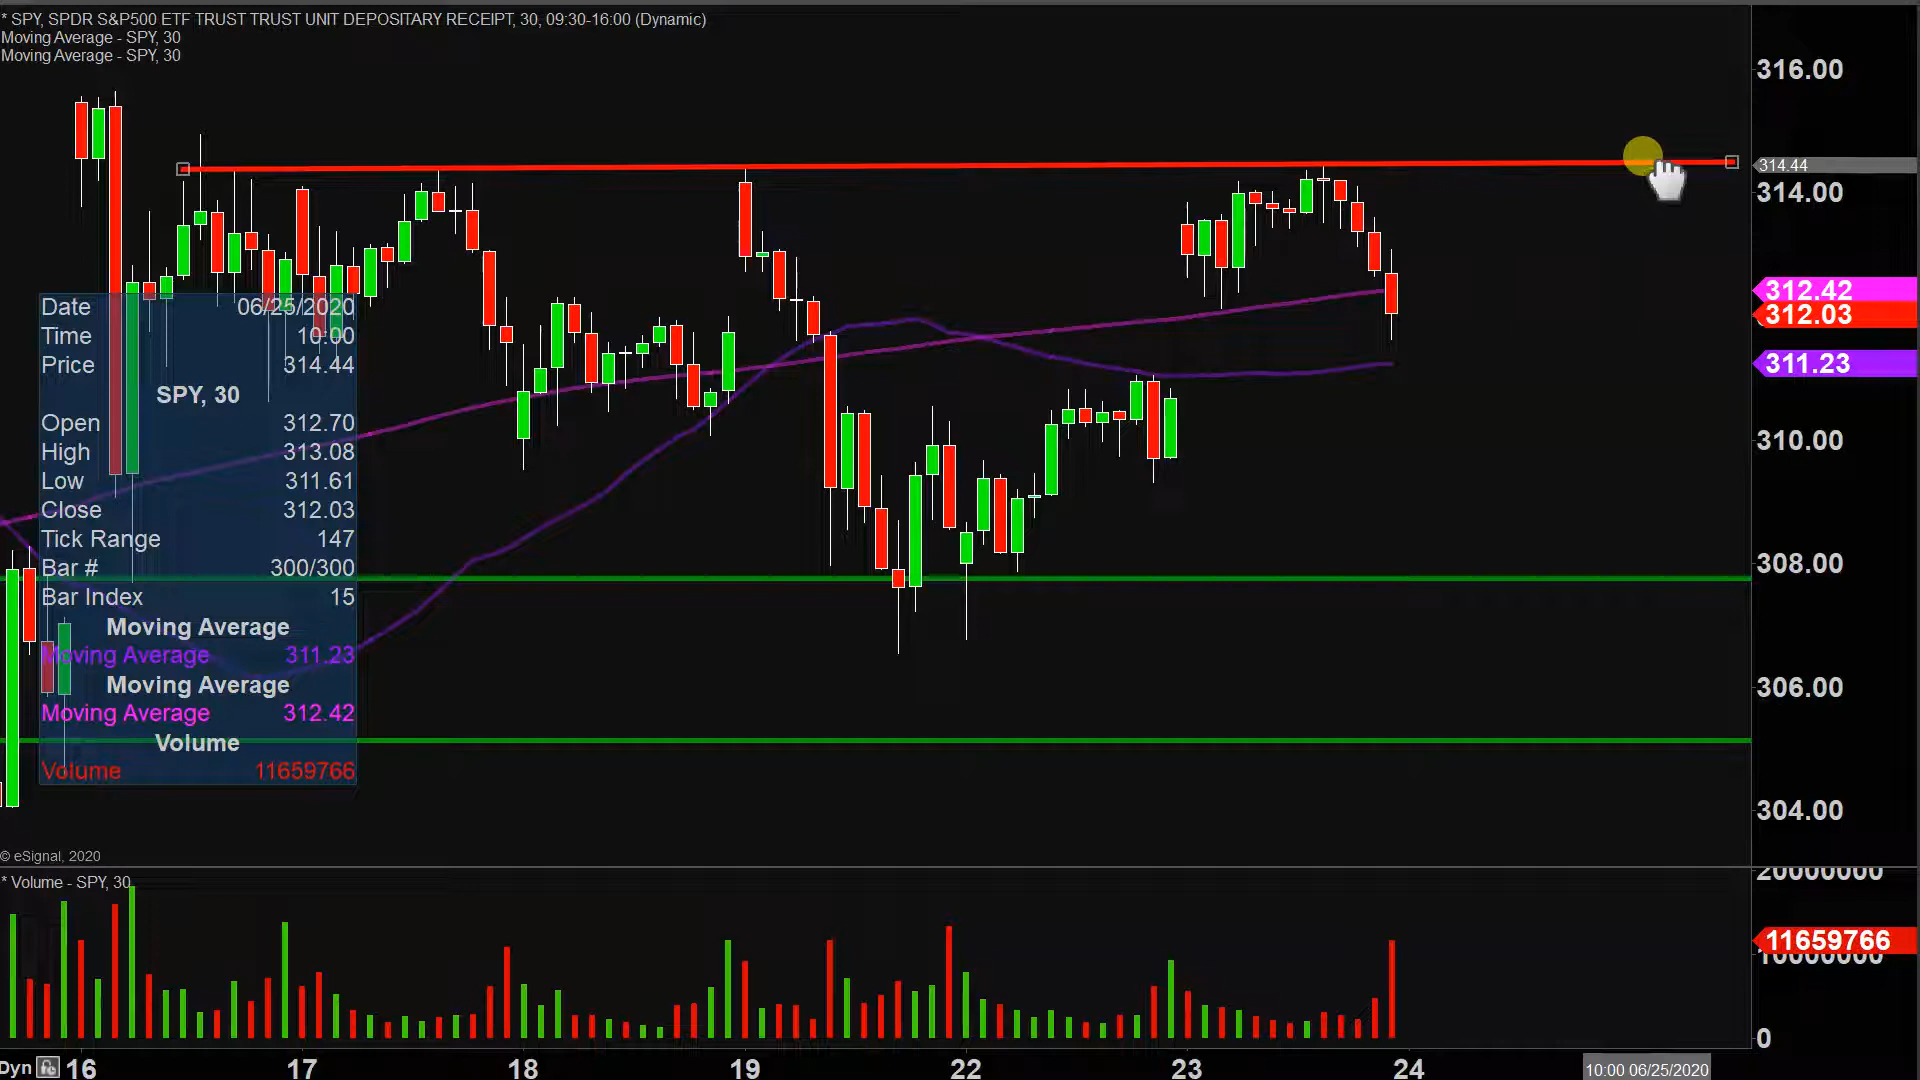 * SPY, SPDR S&P500 ETF TRUST TRUST UNIT DEPOSITARY RECEIPT, 30, 09:30-16:00 (Dynamic)
Moving Average - SPY, 30
Moving Average - SPY, 30
316.00
314.44
314.00
312.42
312.03
311.23
310.00
308.00
306.00
304.00
Date 06/25/2020
Time 10:00
Price 314.44
SPY, 30
Open 312.70
High 313.08
Low 311.61
Close 312.03
Tick Range 147
Bar # 300/300
Bar Index 15
Moving Average
Moving Average 311.23
Moving Average
Moving Average 312.42
Volume
Volume 11659766
© eSignal, 2020
* Volume - SPY, 30
20000000
11659766
10000000
0
Dyn 16 17 18 19 22 23 24 10:00 06/25/2020